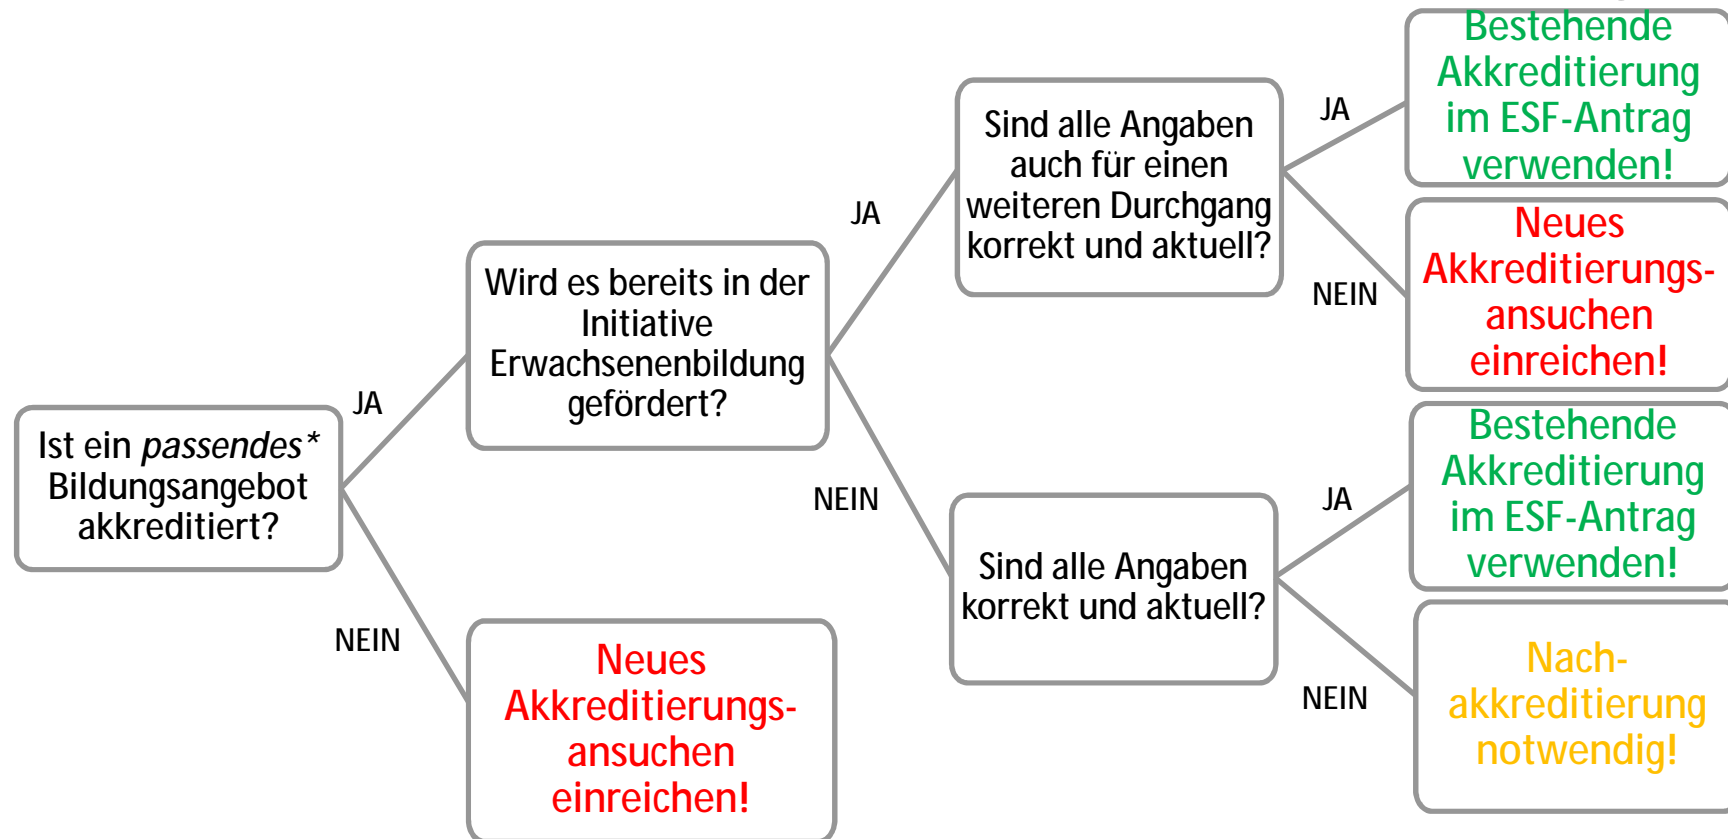 Ist ein passendes*
Bildungsangebot
akkreditiert?
JA
NEIN
Wird es bereits in der
Initiative
Erwachsenenbildung
gefördert?
Neues
Akkreditierungs-
ansuchen
einreichen!
JA
NEIN
Sind alle Angaben
auch für einen
weiteren Durchgang
korrekt und aktuell?
JA
NEIN
Bestehende
Akkreditierung
im ESF-Antrag
verwenden!
Neues
Akkreditierungs-
ansuchen
einreichen!
Sind alle Angaben
korrekt und aktuell?
JA
NEIN
Bestehende
Akkreditierung
im ESF-Antrag
verwenden!
Nach-
akkreditierung
notwendig!